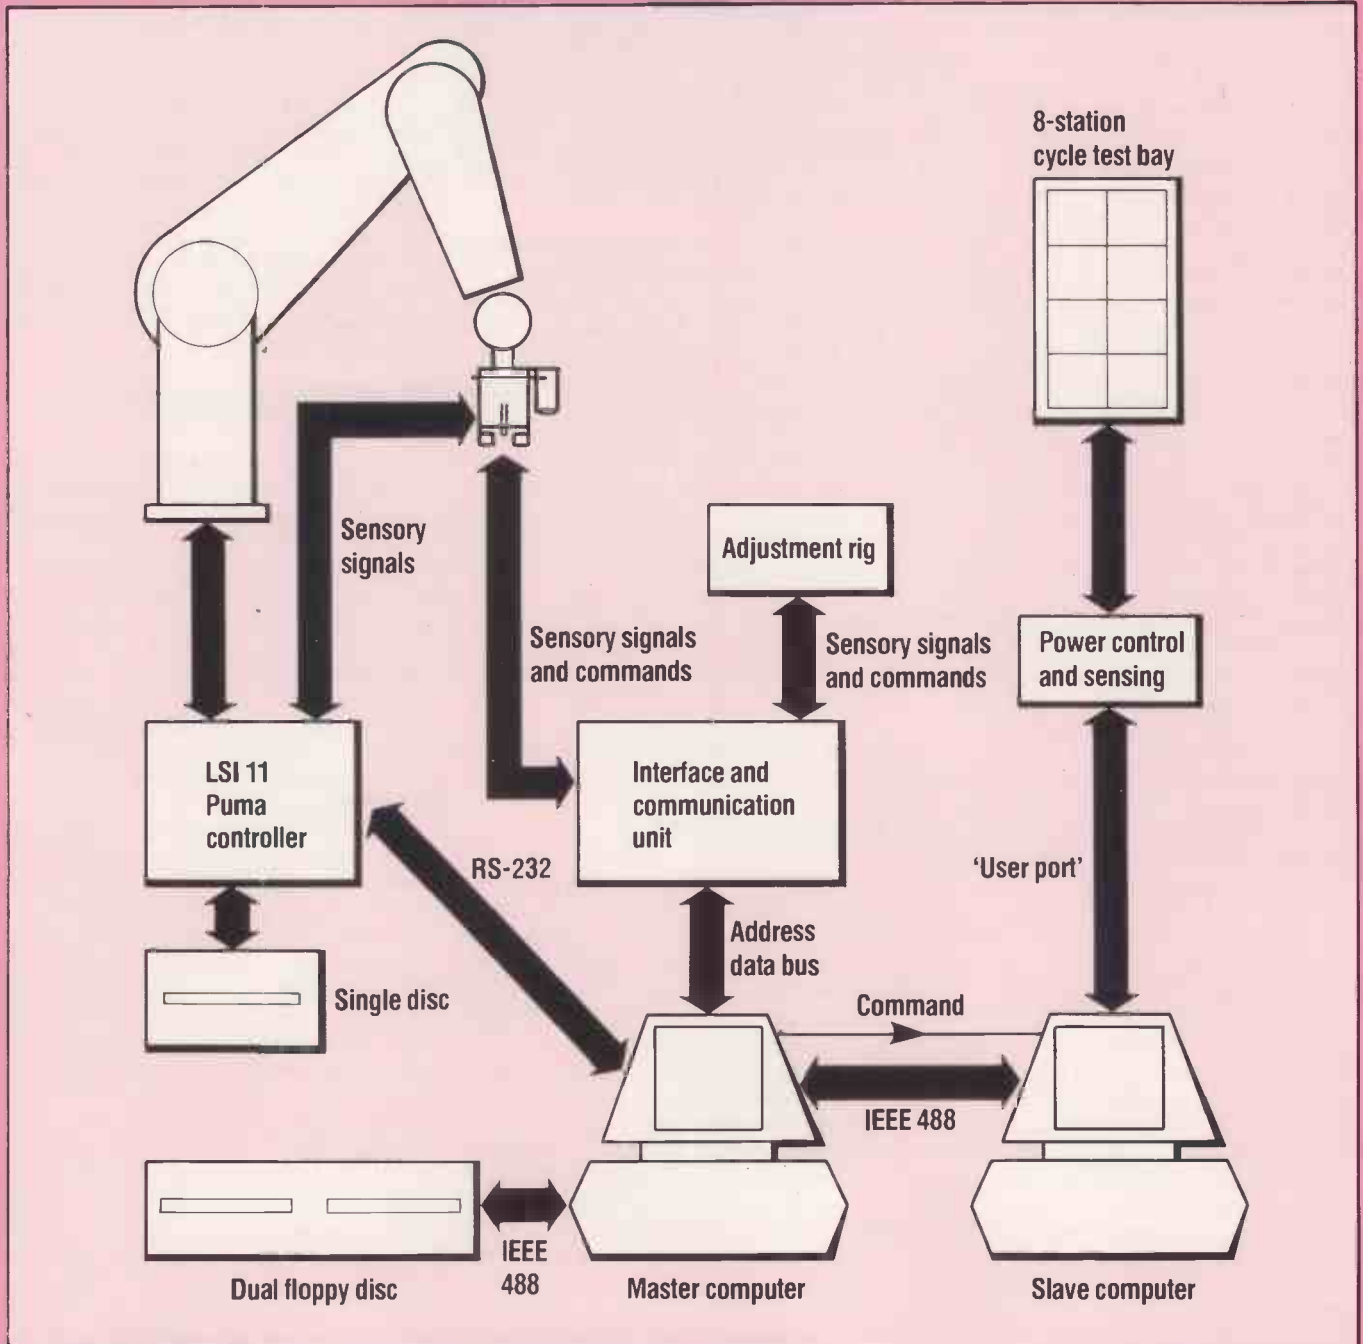 8-station
cycle test bay
Sensory
signals
Adjustment rig
Sensory signals
and commands
Sensory signals
and commands
Power control
and sensing
LSI 11
Puma
controller
Interface and
communication
unit
RS-232
'User port'
Address
data bus
Single disc
Command
IEEE 488
IEEE
488
Dual floppy disc
Master computer
Slave computer